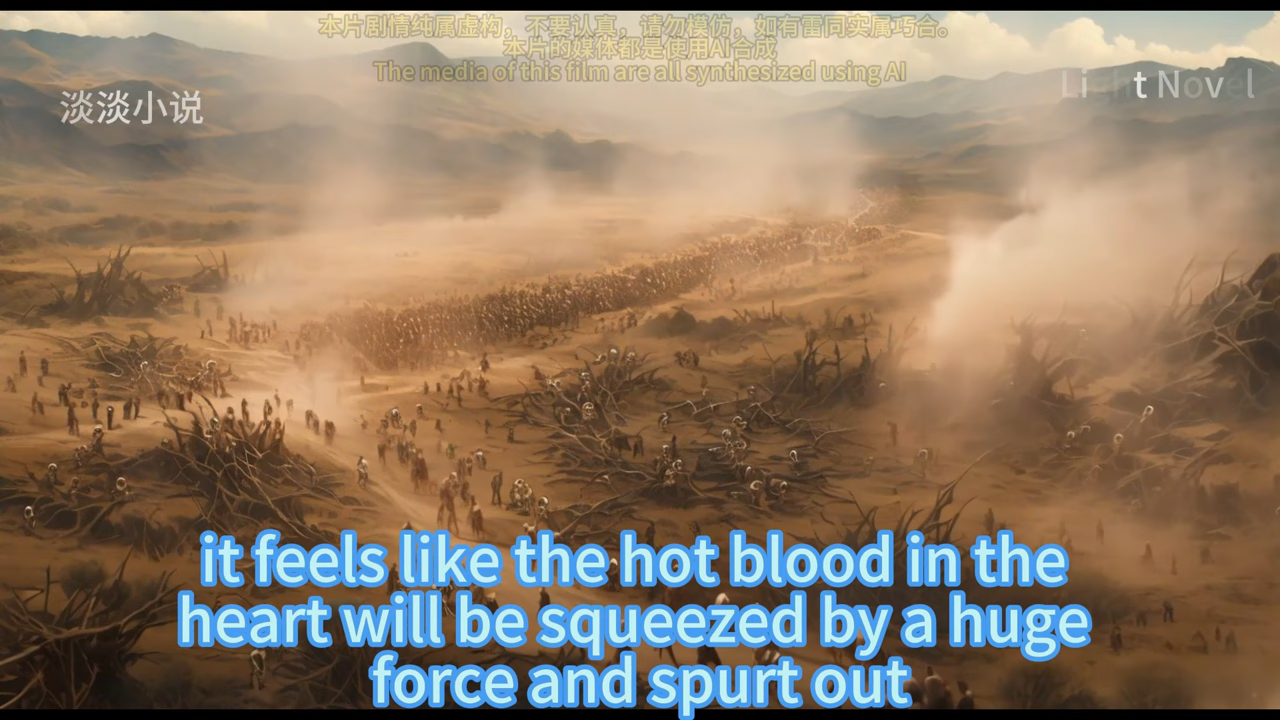 本片剧情纯属虚构，不要认真，请勿模仿，如有雷同实属巧合。
本片的媒体都是使用AI合成
The media of this film are all synthesized using AI
淡淡小说
Light Novel
it feels like the hot blood in the
heart will be squeezed by a huge
force and spurt out